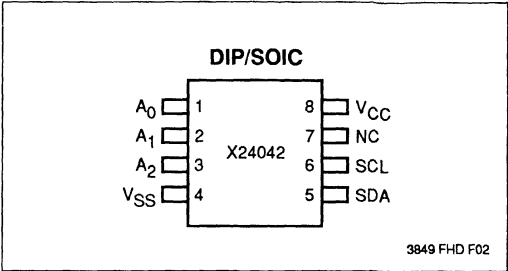 DIP/SOIC
A0 1 8 VCC
A1 2 7 NC
X24042
A2 3 6 SCL
VSS 4 5 SDA
3849 FHD F02